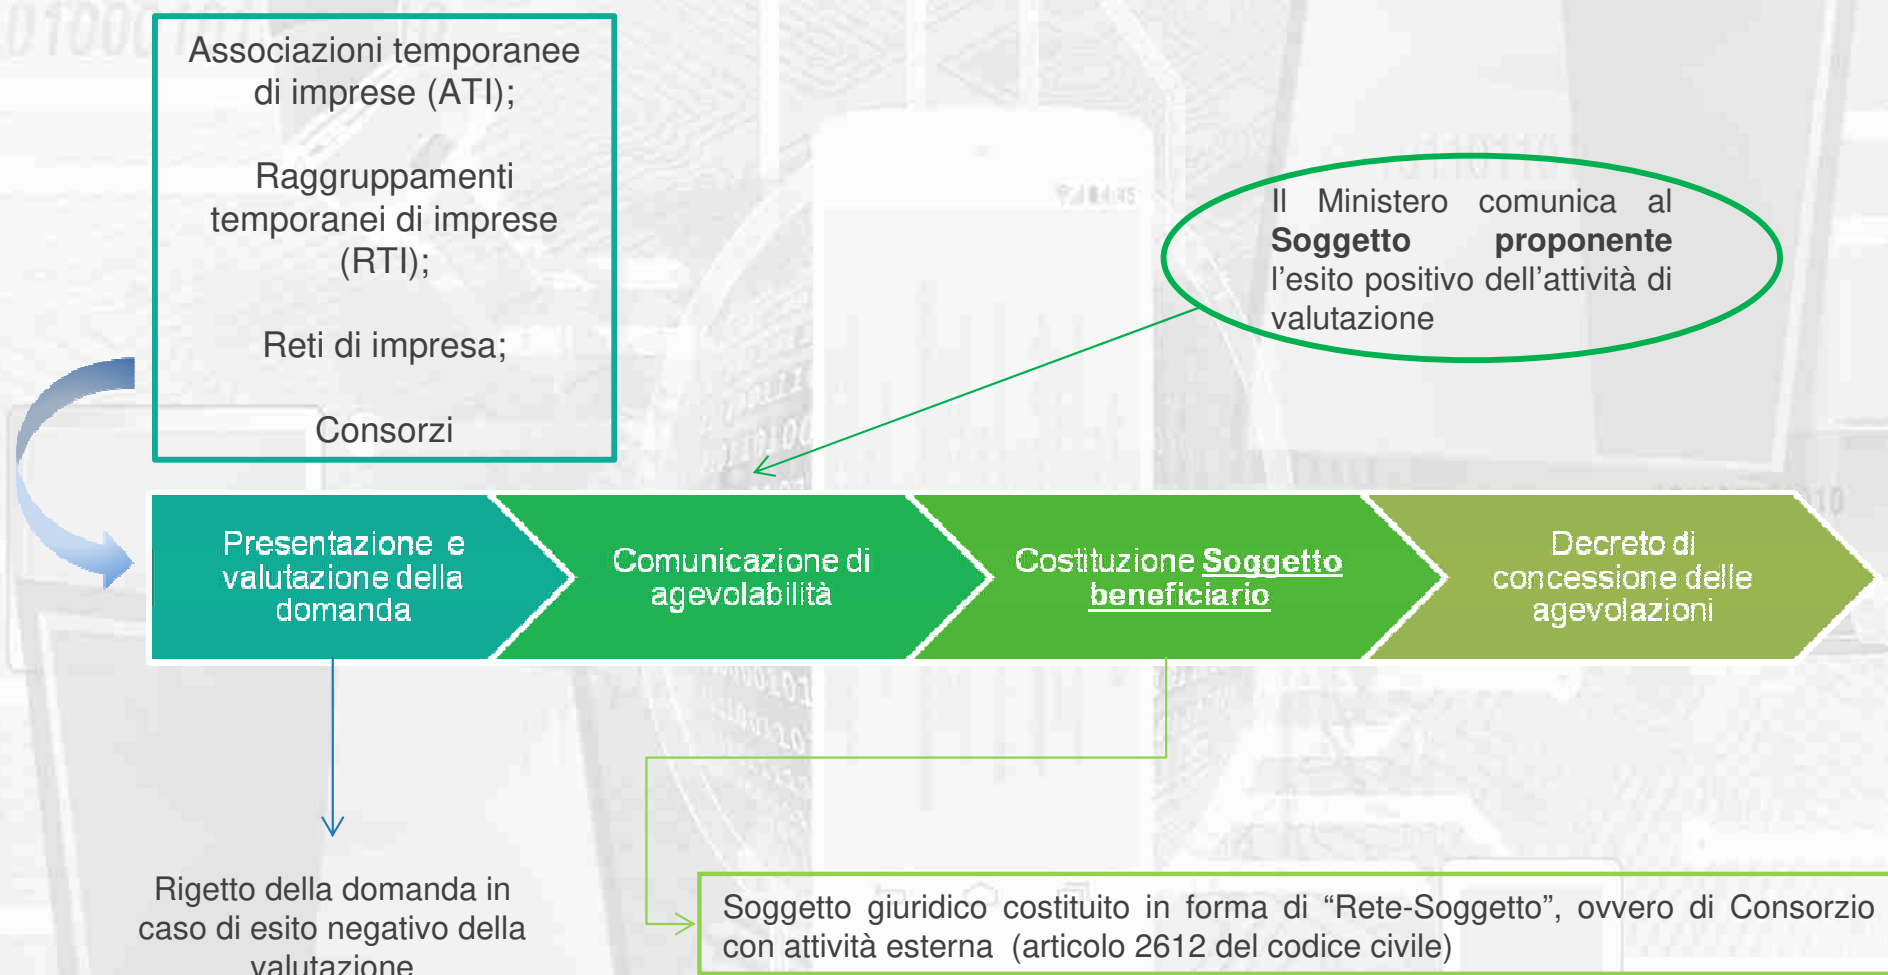 Associazioni temporanee
di imprese (ATI);
Raggruppamenti
temporanei di imprese
(RTI);
Reti di impresa;
Consorzi
Il Ministero comunica al
Soggetto proponente
l’esito positivo dell’attività di
valutazione
Presentazione e
valutazione della
domanda
Comunicazione di
agevolabilità
Costituzione Soggetto
beneficiario
Decreto di
concessione delle
agevolazioni
Rigetto della domanda in
caso di esito negativo della
valutazione
Soggetto giuridico costituito in forma di “Rete-Soggetto”, ovvero di Consorzio
con attività esterna (articolo 2612 del codice civile)